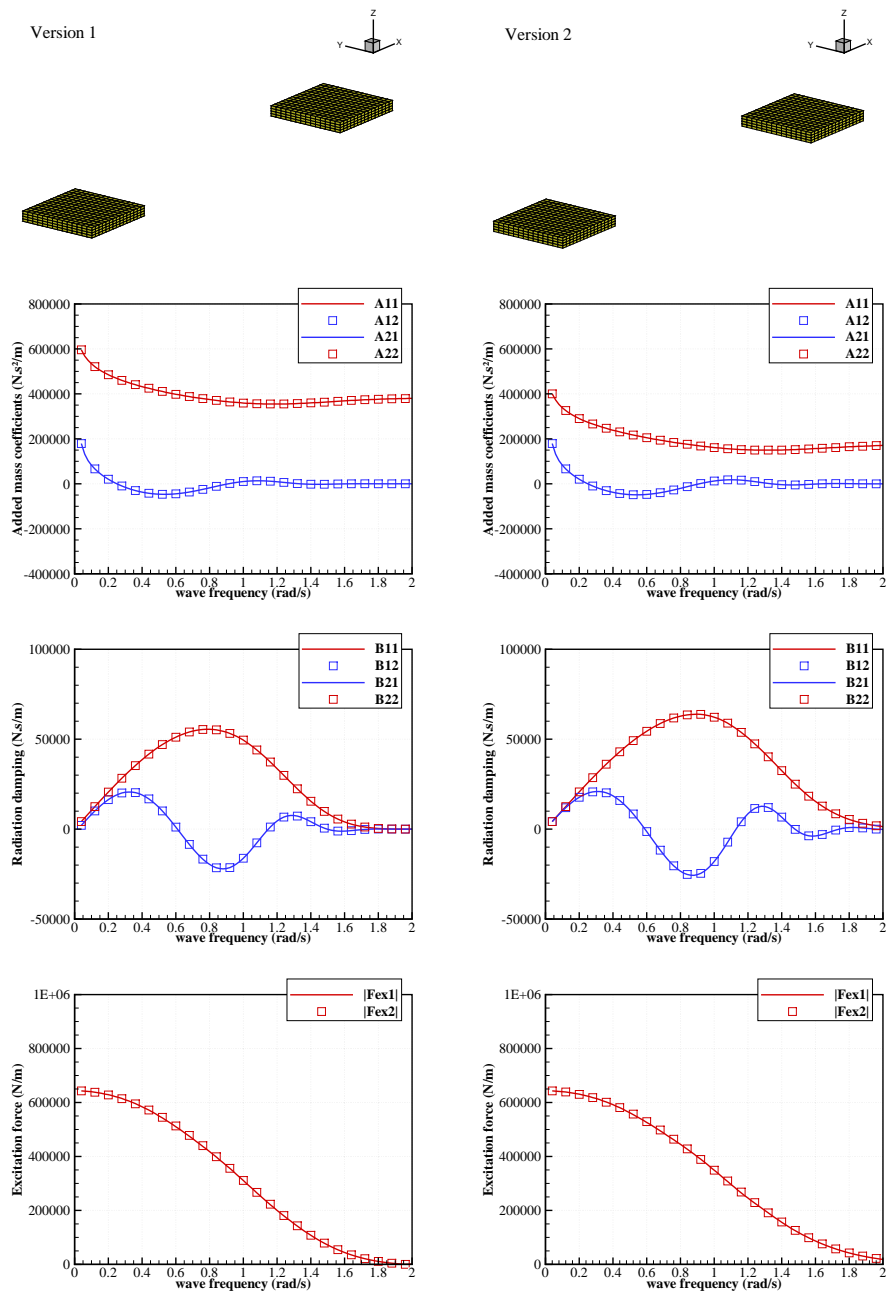 Version 1
Z
Y
X
Version 2
Z
Y
X
Added mass coefficients (N.s²/m)
800000
600000
400000
200000
0
-200000
-400000
A11
A12
A21
A22
0 0.2 0.4 0.6 0.8 1 1.2 1.4 1.6 1.8 2
wave frequency (rad/s)
Added mass coefficients (N.s²/m)
800000
600000
400000
200000
0
-200000
-400000
A11
A12
A21
A22
0 0.2 0.4 0.6 0.8 1 1.2 1.4 1.6 1.8 2
wave frequency (rad/s)
Radiation damping (N.s/m)
100000
50000
0
-50000
B11
B12
B21
B22
0 0.2 0.4 0.6 0.8 1 1.2 1.4 1.6 1.8 2
wave frequency (rad/s)
Radiation damping (N.s/m)
100000
50000
0
-50000
B11
B12
B21
B22
0 0.2 0.4 0.6 0.8 1 1.2 1.4 1.6 1.8 2
wave frequency (rad/s)
Excitation force (N/m)
1E+06
800000
600000
400000
200000
0
|Fex1|
|Fex2|
0 0.2 0.4 0.6 0.8 1 1.2 1.4 1.6 1.8 2
wave frequency (rad/s)
Excitation force (N/m)
1E+06
800000
600000
400000
200000
0
|Fex1|
|Fex2|
0 0.2 0.4 0.6 0.8 1 1.2 1.4 1.6 1.8 2
wave frequency (rad/s)